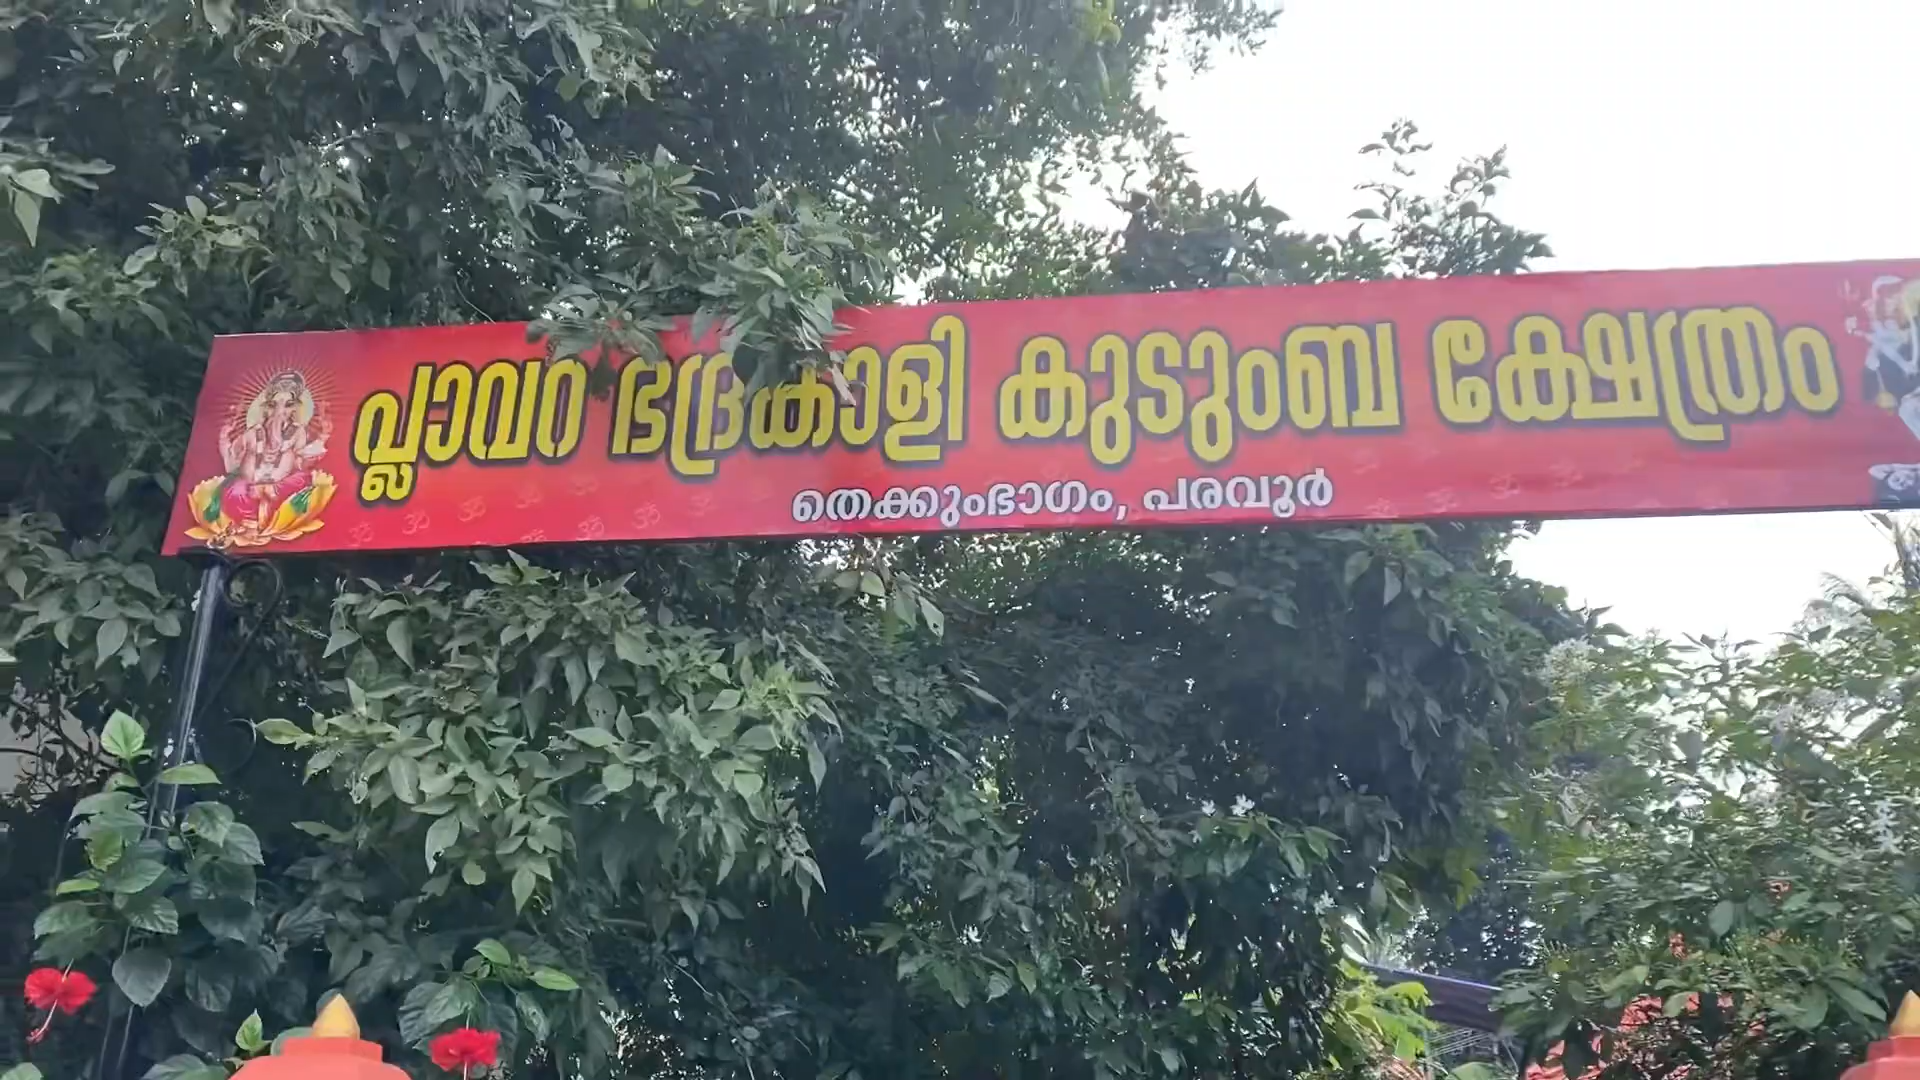 പ്ലാവറ ഭദ്രകാളി കുടുംബ ക്ഷേത്രം
തെക്കുംഭാഗം, പരവൂർ